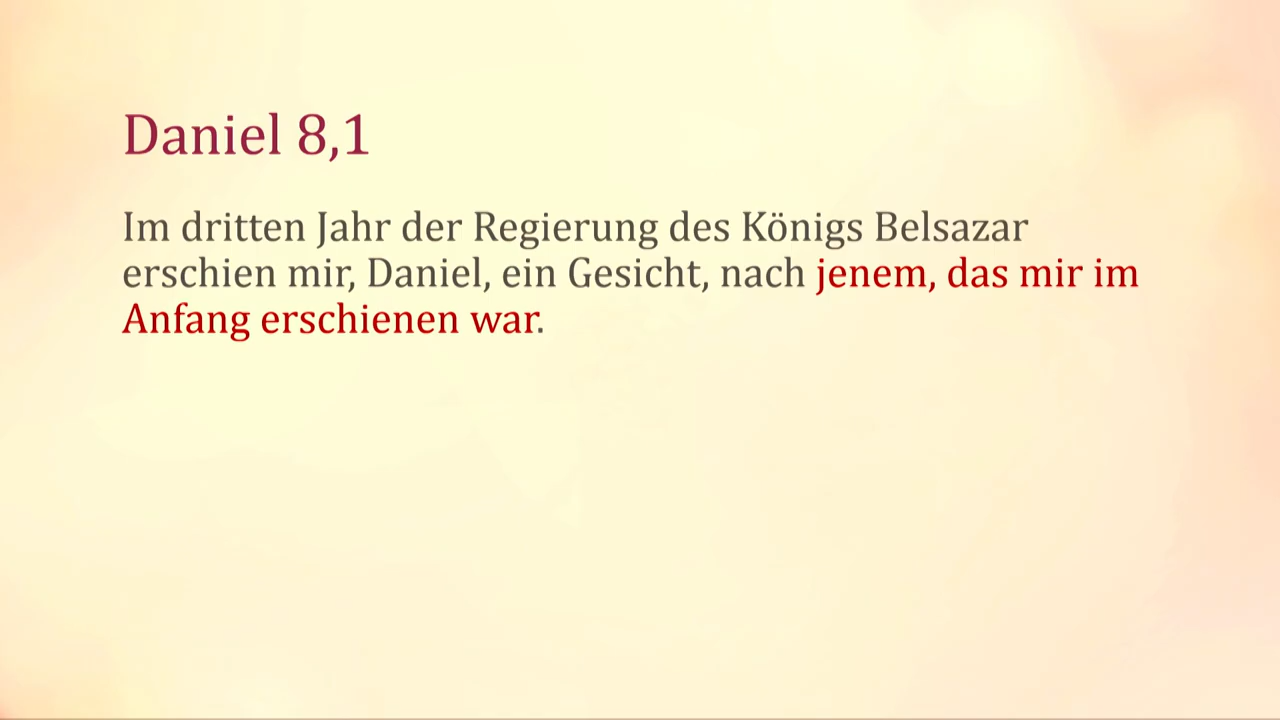 Daniel 8,1
Im dritten Jahr der Regierung des Königs Belsazar
erschien mir, Daniel, ein Gesicht, nach jenem, das mir im
Anfang erschienen war.